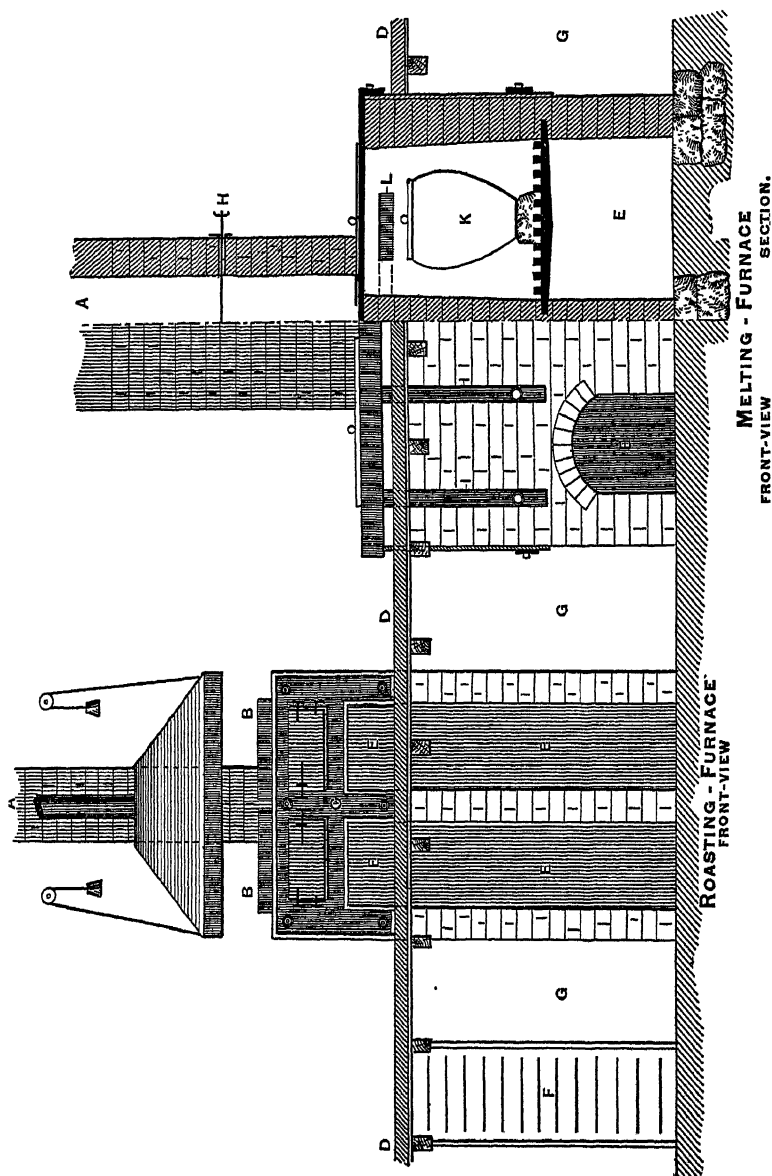 A
A
H
B B
C
E E
D D D
L
I I
K
F E E
G G G
E E
ROASTING - FURNACE
FRONT-VIEW
MELTING - FURNACE
FRONT-VIEW SECTION.